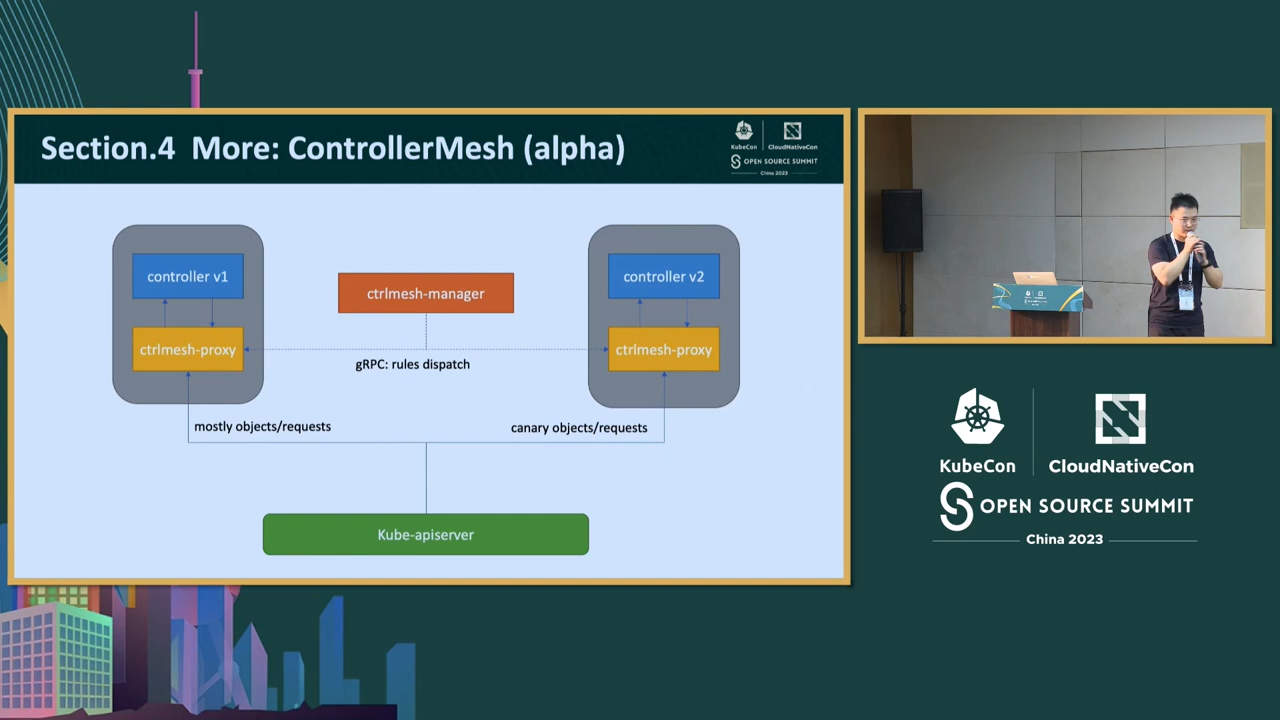 Section.4 More: ControllerMesh (alpha)
KubeCon
CloudNativeCon
OPEN SOURCE SUMMIT
China 2023
controller v1
ctrlmesh-manager
controller v2
ctrlmesh-proxy
ctrlmesh-proxy
gRPC: rules dispatch
mostly objects/requests
canary objects/requests
Kube-apiserver
KubeCon
CloudNativeCon
OPEN SOURCE SUMMIT
China 2023